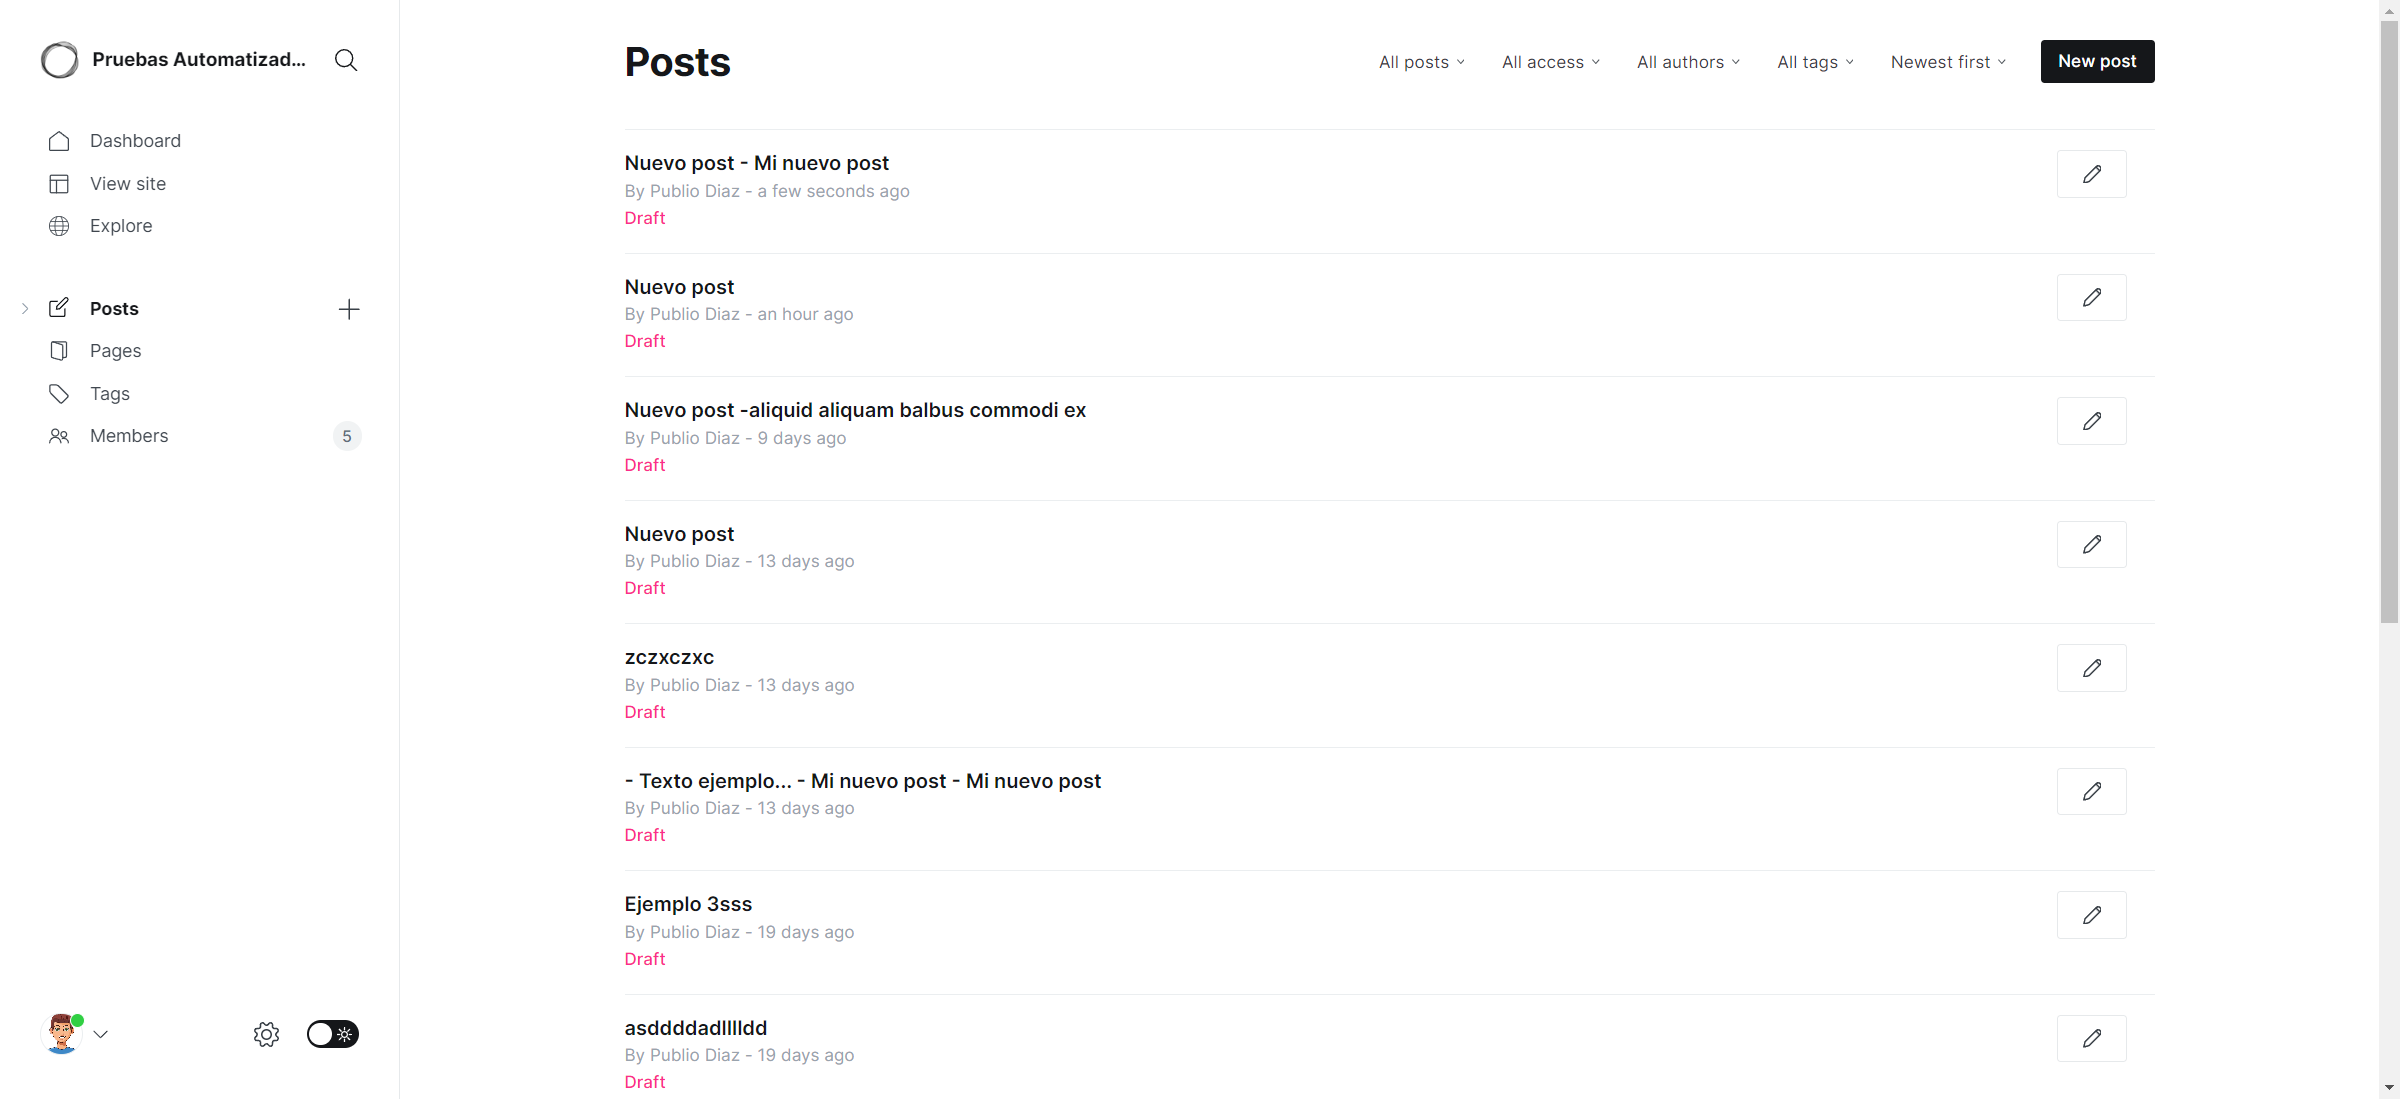 Pruebas Automatizad...
Dashboard
View site
Explore
Posts
Pages
Tags
Members
5
Posts
All posts
All access
All authors
All tags
Newest first
New post
Nuevo post - Mi nuevo post
By Publio Diaz - a few seconds ago
Draft
Nuevo post
By Publio Diaz - an hour ago
Draft
Nuevo post -aliquid aliquam balbus commodi ex
By Publio Diaz - 9 days ago
Draft
Nuevo post
By Publio Diaz - 13 days ago
Draft
zczxczxc
By Publio Diaz - 13 days ago
Draft
- Texto ejemplo... - Mi nuevo post - Mi nuevo post
By Publio Diaz - 13 days ago
Draft
Ejemplo 3sss
By Publio Diaz - 19 days ago
Draft
asddddadlllldd
By Publio Diaz - 19 days ago
Draft